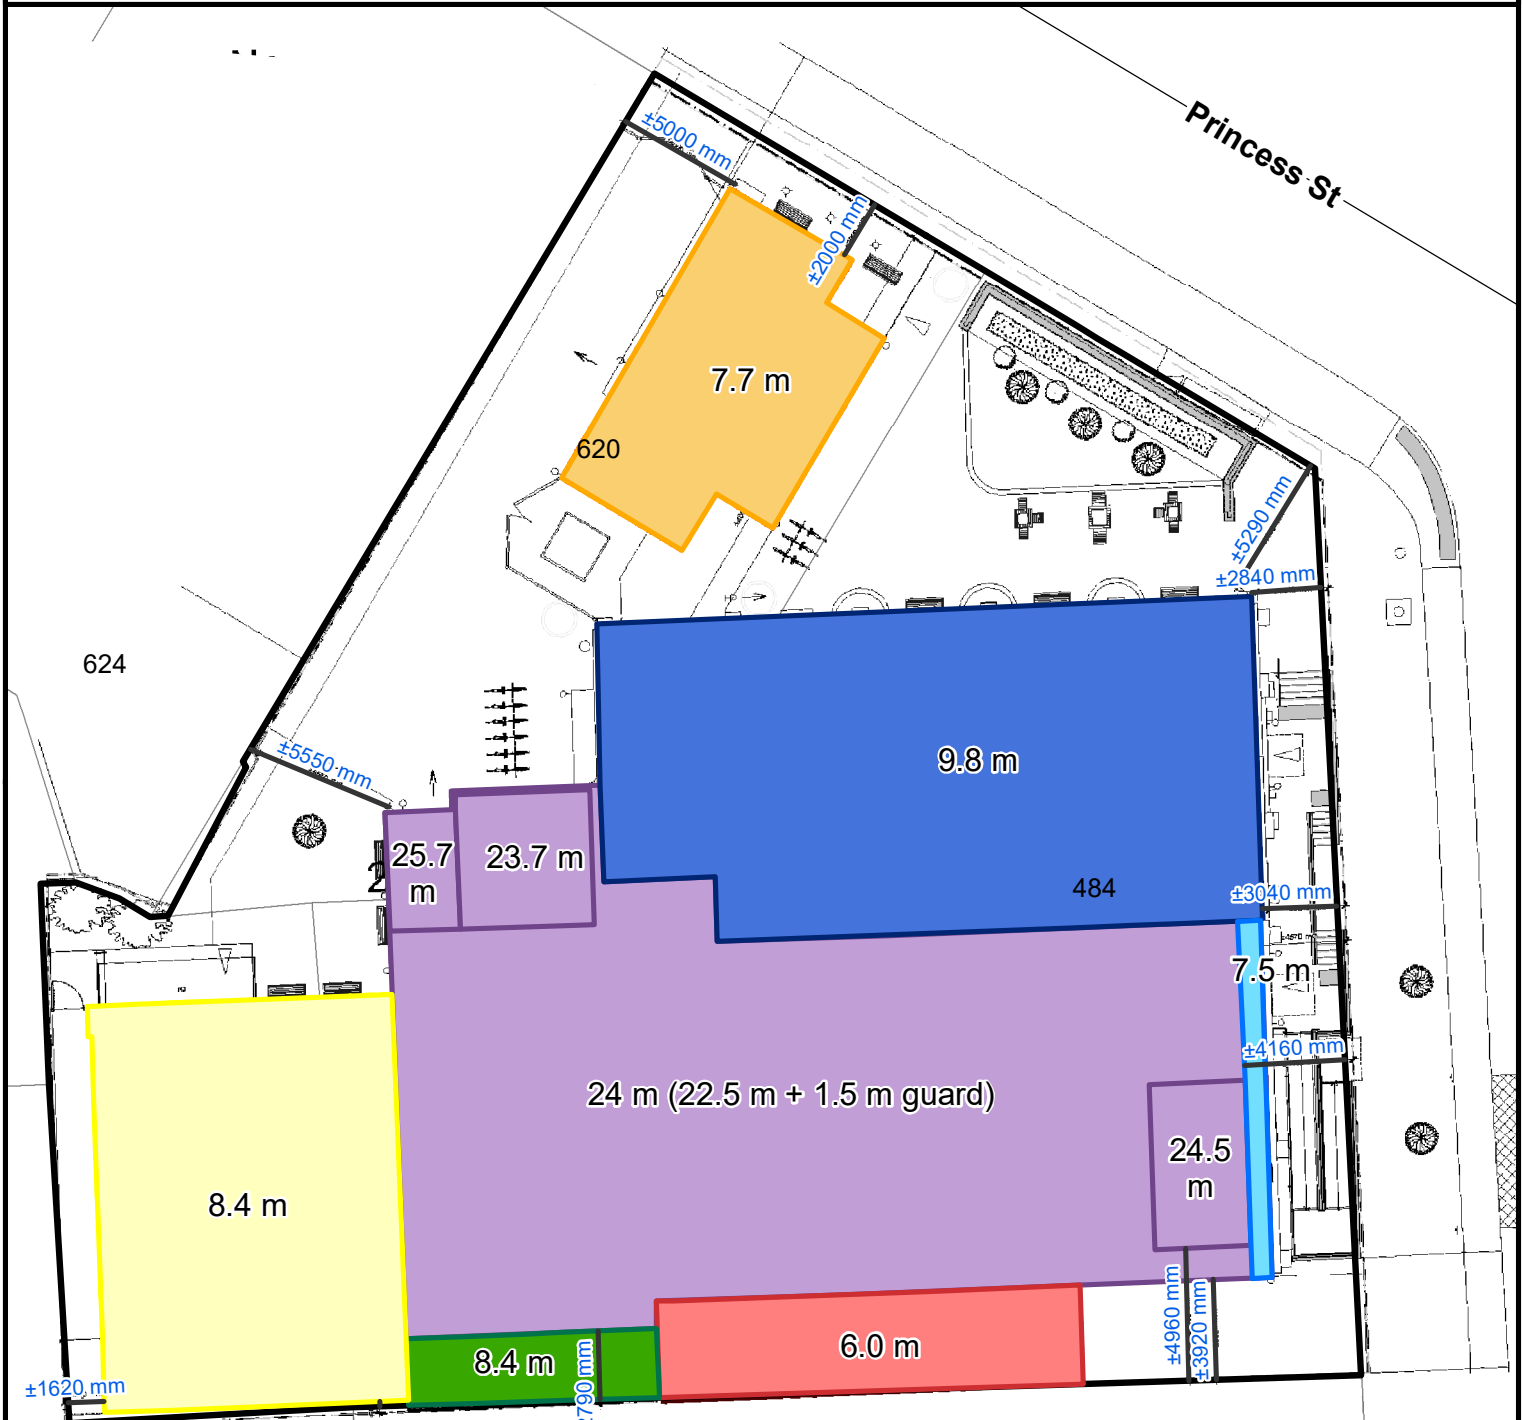 Princess St
±5000 mm
±2000 mm
7.7 m
620
±5290 mm
±2840 mm
624
±5550 mm
9.8 m
25.7
m
23.7 m
484
±3040 mm
7.5 m
±4160 mm
24 m (22.5 m + 1.5 m guard)
24.5
m
8.4 m
±4960 mm
±3920 mm
6.0 m
8.4 m
±1620 mm